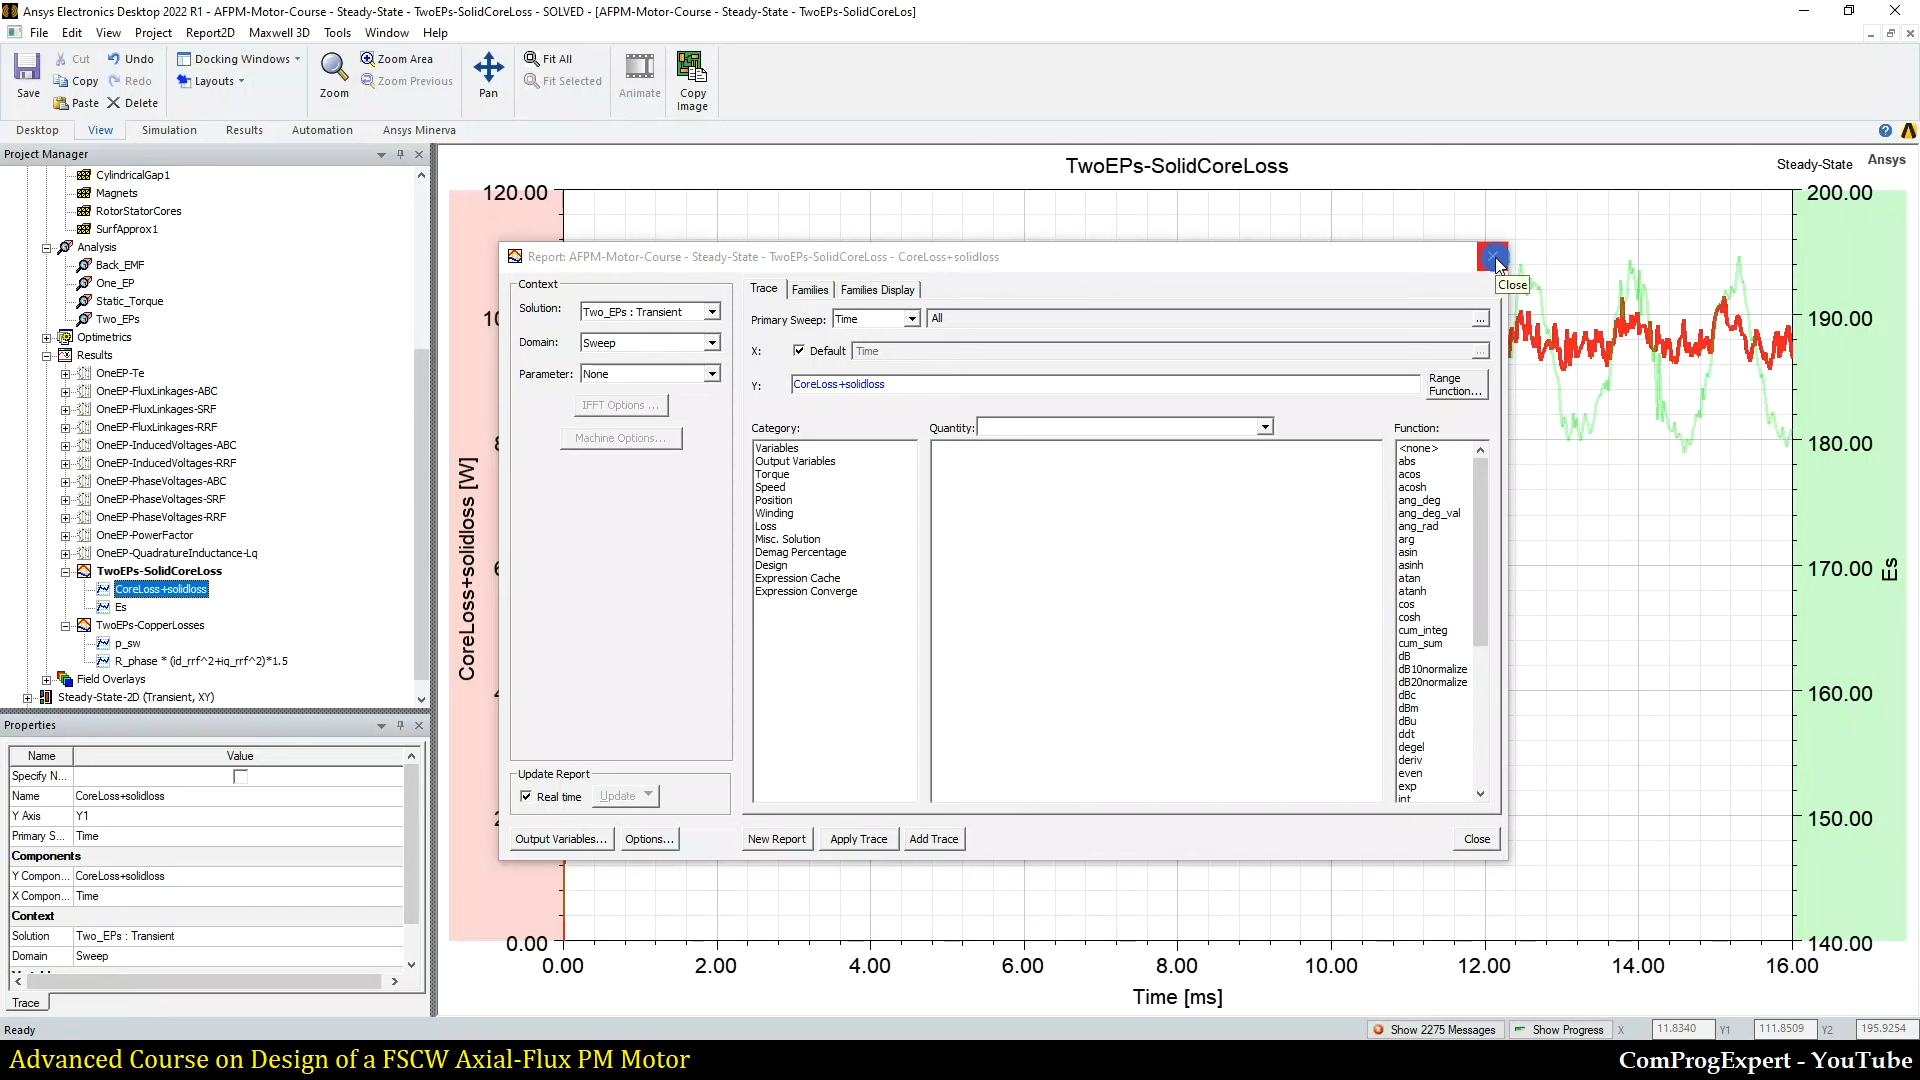 Ansys Electronics Desktop 2022 R1 - AFPM-Motor-Course - Steady-State - TwoEPs-SolidCoreLoss - SOLVED - [AFPM-Motor-Course - Steady-State - TwoEPs-SolidCoreLos]
File Edit View Project Report2D Maxwell 3D Tools Window Help
Save
Cut
Copy
Paste
Undo
Redo
Delete
Docking Windows
Layouts
Zoom
Zoom Area
Zoom Previous
Pan
Fit All
Fit Selected
Animate
Copy
Image
Desktop View Simulation Results Automation Ansys Minerva
Project Manager
CylindricalGap1
Magnets
RotorStatorCores
SurfApprox1
Analysis
Back_EMF
One_EP
Static_Torque
Two_EPs
Optimetrics
Results
OneEP-Te
OneEP-FluxLinkages-ABC
OneEP-FluxLinkages-SRF
OneEP-FluxLinkages-RRF
OneEP-InducedVoltages-ABC
OneEP-InducedVoltages-RRF
OneEP-PhaseVoltages-ABC
OneEP-PhaseVoltages-SRF
OneEP-PhaseVoltages-RRF
OneEP-PowerFactor
OneEP-QuadratureInductance-Lq
TwoEPs-SolidCoreLoss
CoreLoss+solidloss
Es
TwoEPs-CopperLosses
p_sw
R_phase * (id_rrf^2+iq_rrf^2)*1.5
Field Overlays
Steady-State-2D (Transient, XY)
Properties
Name Value
Specify N...
Name CoreLoss+solidloss
Y Axis Y1
Primary S... Time
Components
Y Compon... CoreLoss+solidloss
X Compon... Time
Context
Solution Two_EPs : Transient
Domain Sweep
Trace
TwoEPs-SolidCoreLoss
Steady-State Ansys
120.00
0.00
CoreLoss+solidloss [W]
200.00
190.00
180.00
170.00
160.00
150.00
140.00
Es
0.00 2.00 4.00 6.00 8.00 10.00 12.00 14.00 16.00
Time [ms]
Report: AFPM-Motor-Course - Steady-State - TwoEPs-SolidCoreLoss - CoreLoss+solidloss
Close
Context
Solution: Two_EPs : Transient
Domain: Sweep
Parameter: None
IFFT Options ...
Machine Options...
Update Report
Real time Update
Output Variables... Options...
Trace Families Families Display
Primary Sweep: Time All ...
X: Default Time ...
Y: CoreLoss+solidloss
Range
Function...
Category:
Variables
Output Variables
Torque
Speed
Position
Winding
Loss
Misc. Solution
Demag Percentage
Design
Expression Cache
Expression Converge
Quantity:
Function:
<none>
abs
acos
acosh
ang_deg
ang_deg_val
ang_rad
arg
asin
asinh
atan
atanh
cos
cosh
cum_integ
cum_sum
dB
dB10normalize
dB20normalize
dBc
dBm
dBu
ddt
degel
deriv
even
exp
int
New Report Apply Trace Add Trace Close
Ready
Show 2275 Messages Show Progress X 11.8340 Y1 111.8509 Y2 195.9254
Advanced Course on Design of a FSCW Axial-Flux PM Motor
ComProgExpert - YouTube